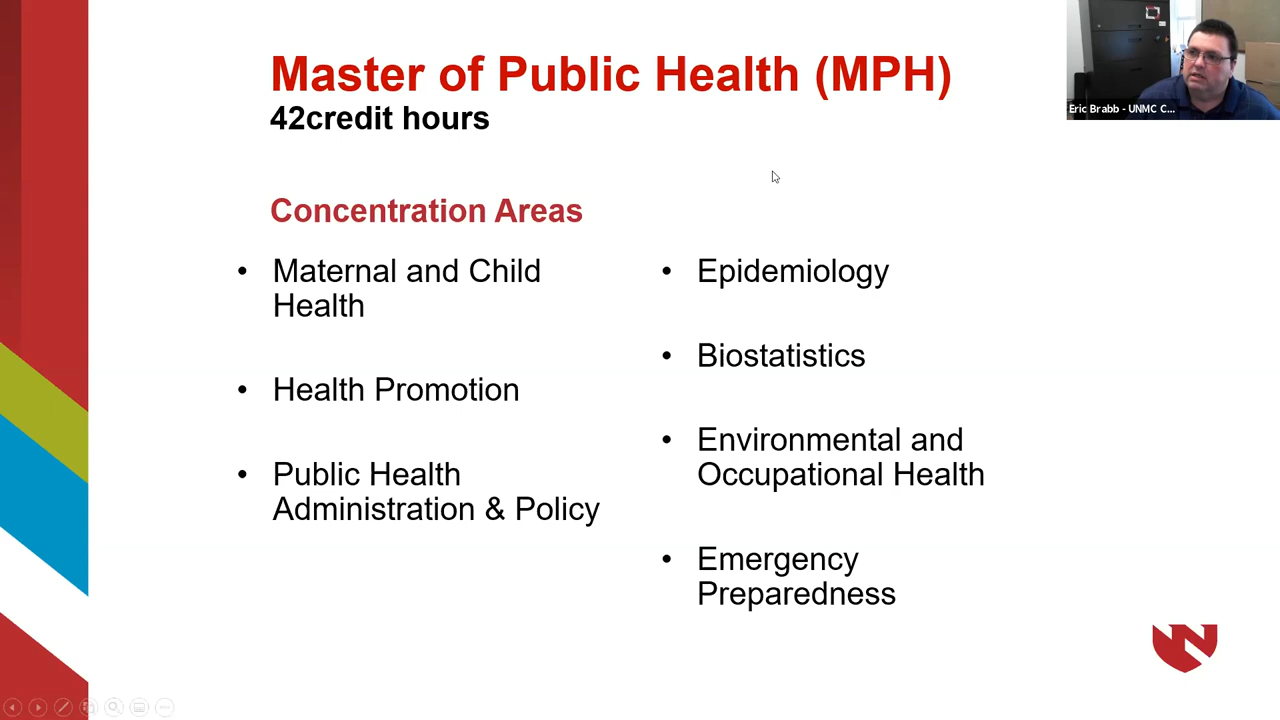 Master of Public Health (MPH)
42credit hours
Eric Brabb - UNMC C...
Concentration Areas
• Maternal and Child
Health
• Health Promotion
• Public Health
Administration & Policy
• Epidemiology
• Biostatistics
• Environmental and
Occupational Health
• Emergency
Preparedness